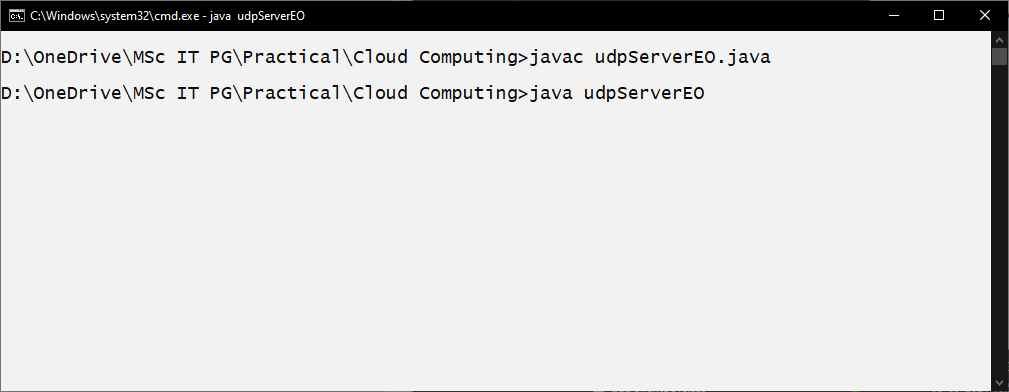 C:\Windows\system32\cmd.exe - java  udpServerEO
D:\OneDrive\MSc IT PG\Practical\Cloud Computing>javac udpServerEO.java
D:\OneDrive\MSc IT PG\Practical\Cloud Computing>java udpServerEO